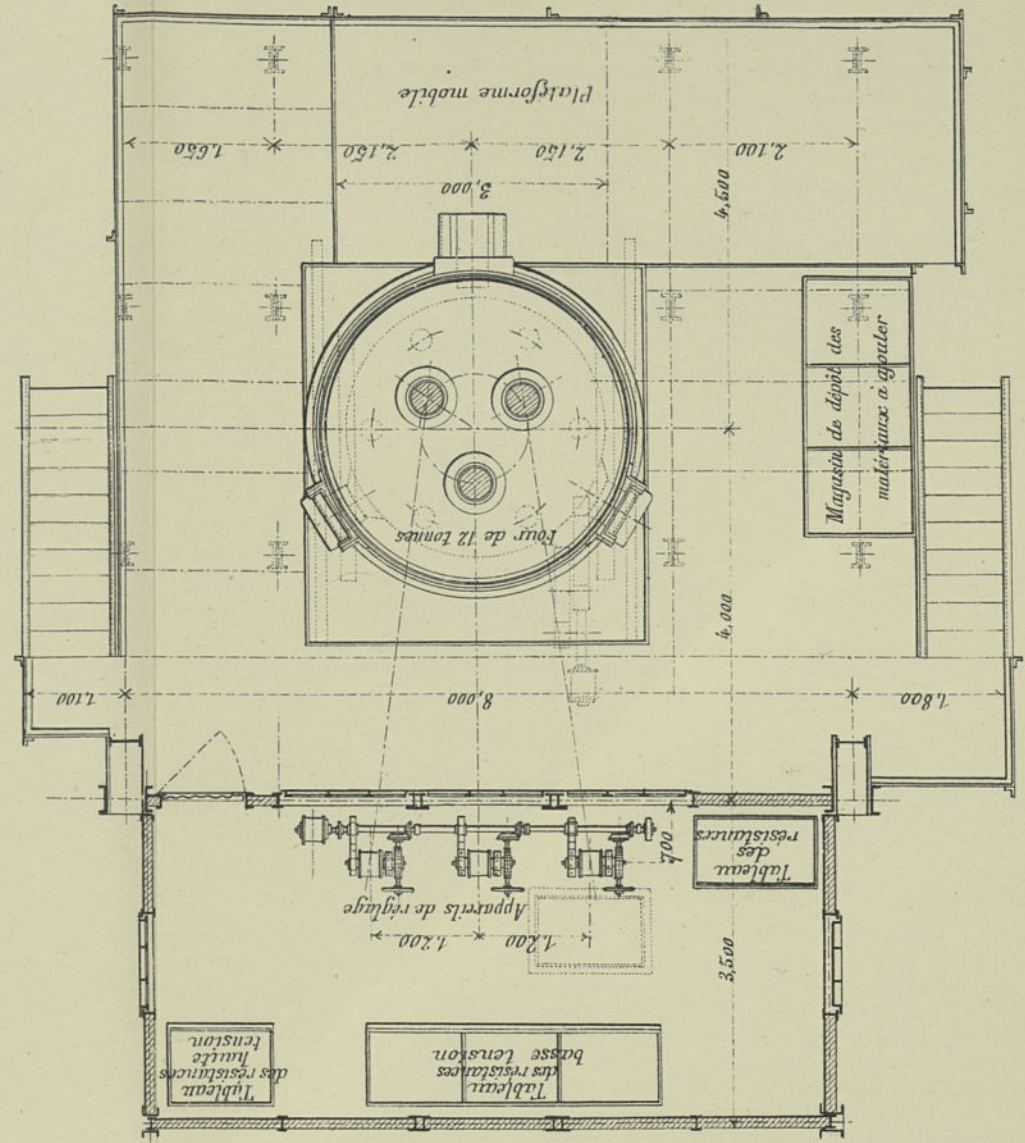 Tableau
des résistances
basse tension
Tableau
des résistances
haute
tension
3,500
1.200
1.200
Appareils de réglage
Tableau
des
résistances
700
1,800
8,000
1,100
4,000
Four de 12 tonnes
Magasin de dépôt des
matériaux à ajouter
3,000
4,500
2,100
2,150
2,150
1,650
Plateforme mobile